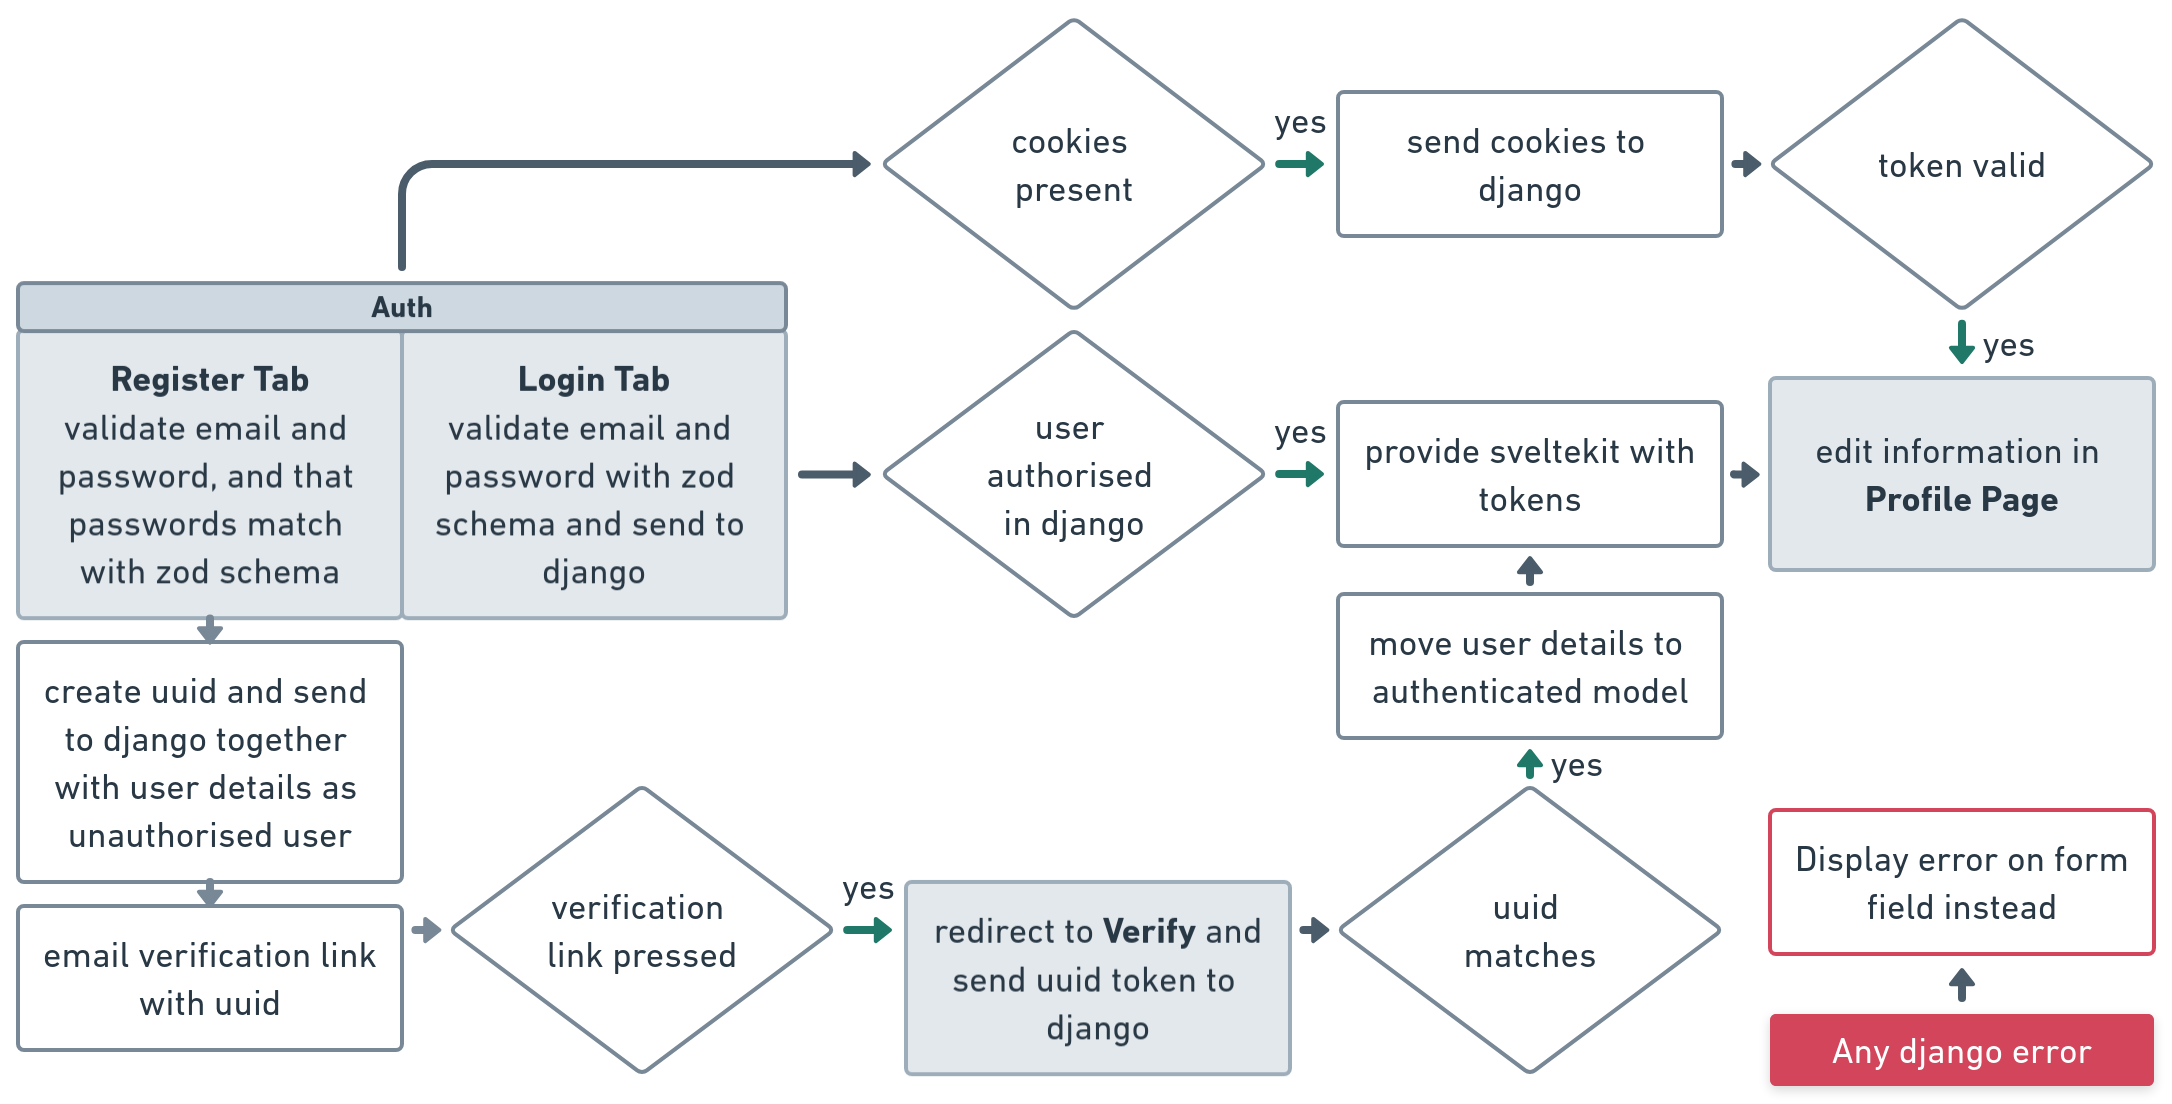 cookies
present
yes
send cookies to
django
token valid
yes
Auth
Register Tab
validate email and
password, and that
passwords match
with zod schema
Login Tab
validate email and
password with zod
schema and send to
django
user
authorised
in django
yes
provide sveltekit with
tokens
edit information in
Profile Page
move user details to
authenticated model
yes
create uuid and send
to django together
with user details as
unauthorised user
email verification link
with uuid
verification
link pressed
yes
redirect to Verify and
send uuid token to
django
uuid
matches
Display error on form
field instead
Any django error